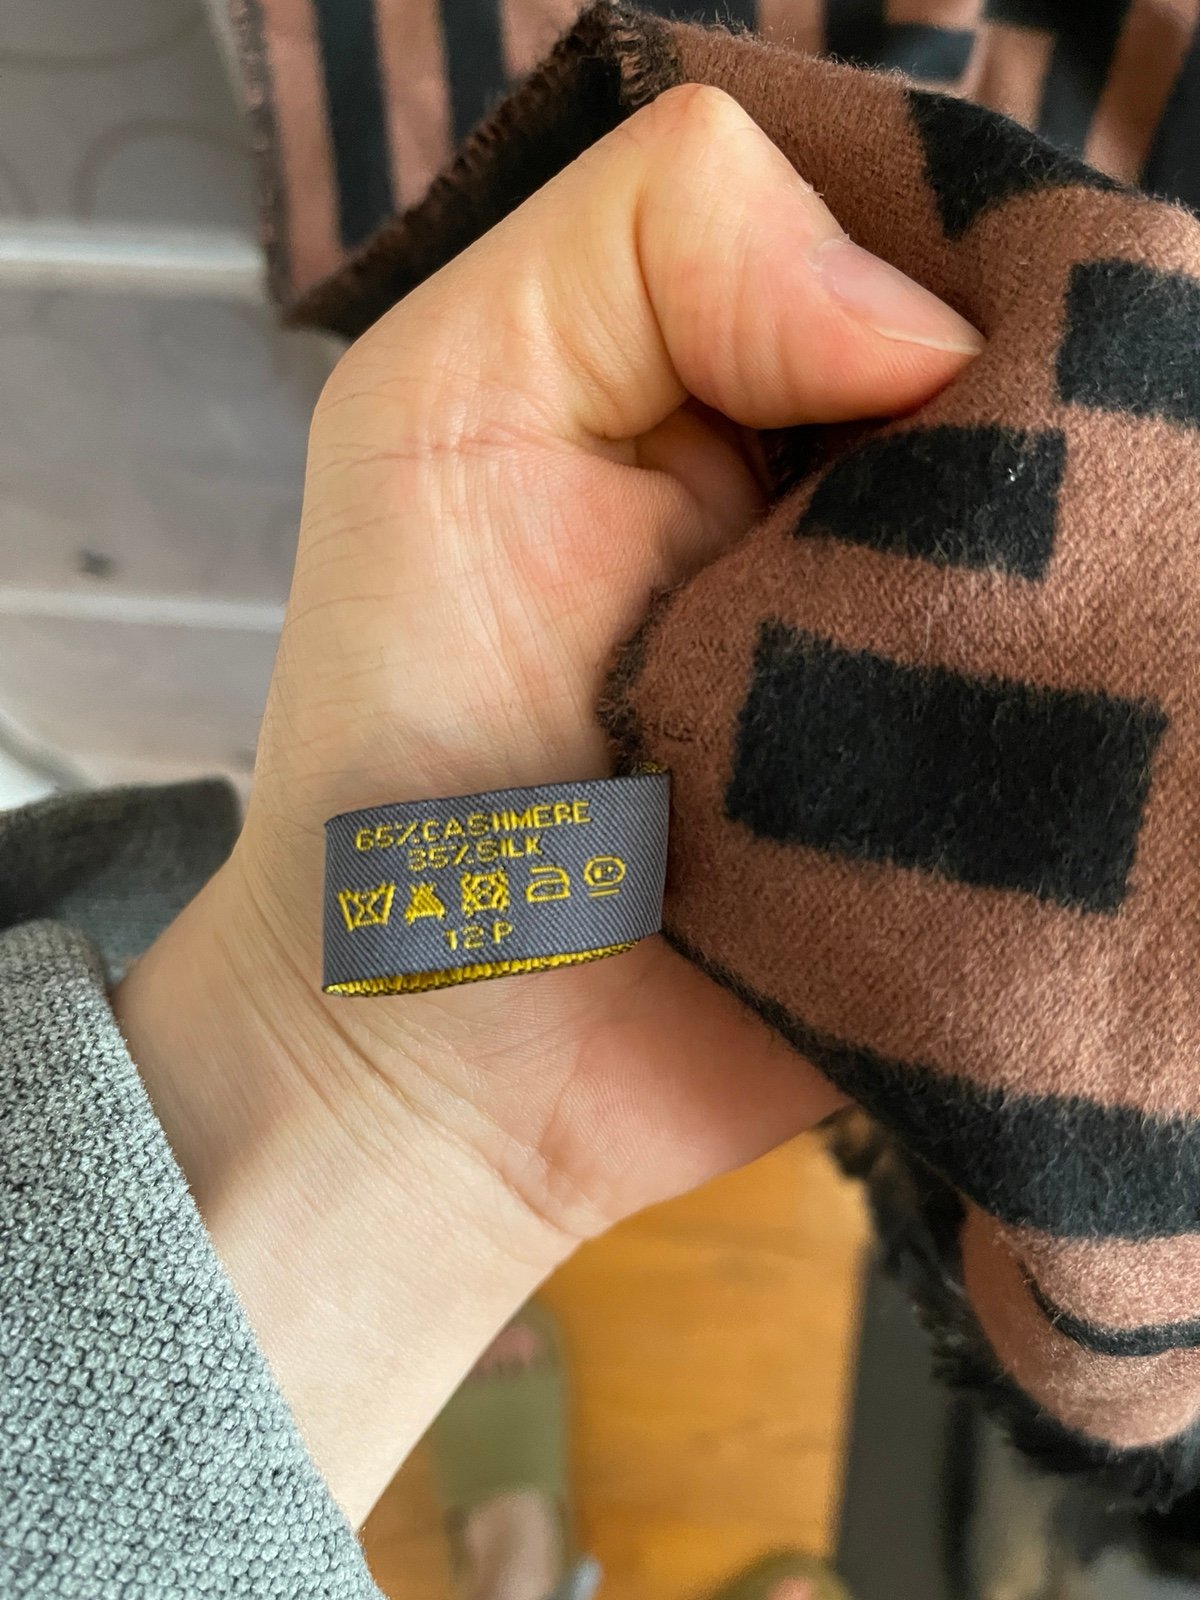 65% CASHMERE
35% SILK
12P